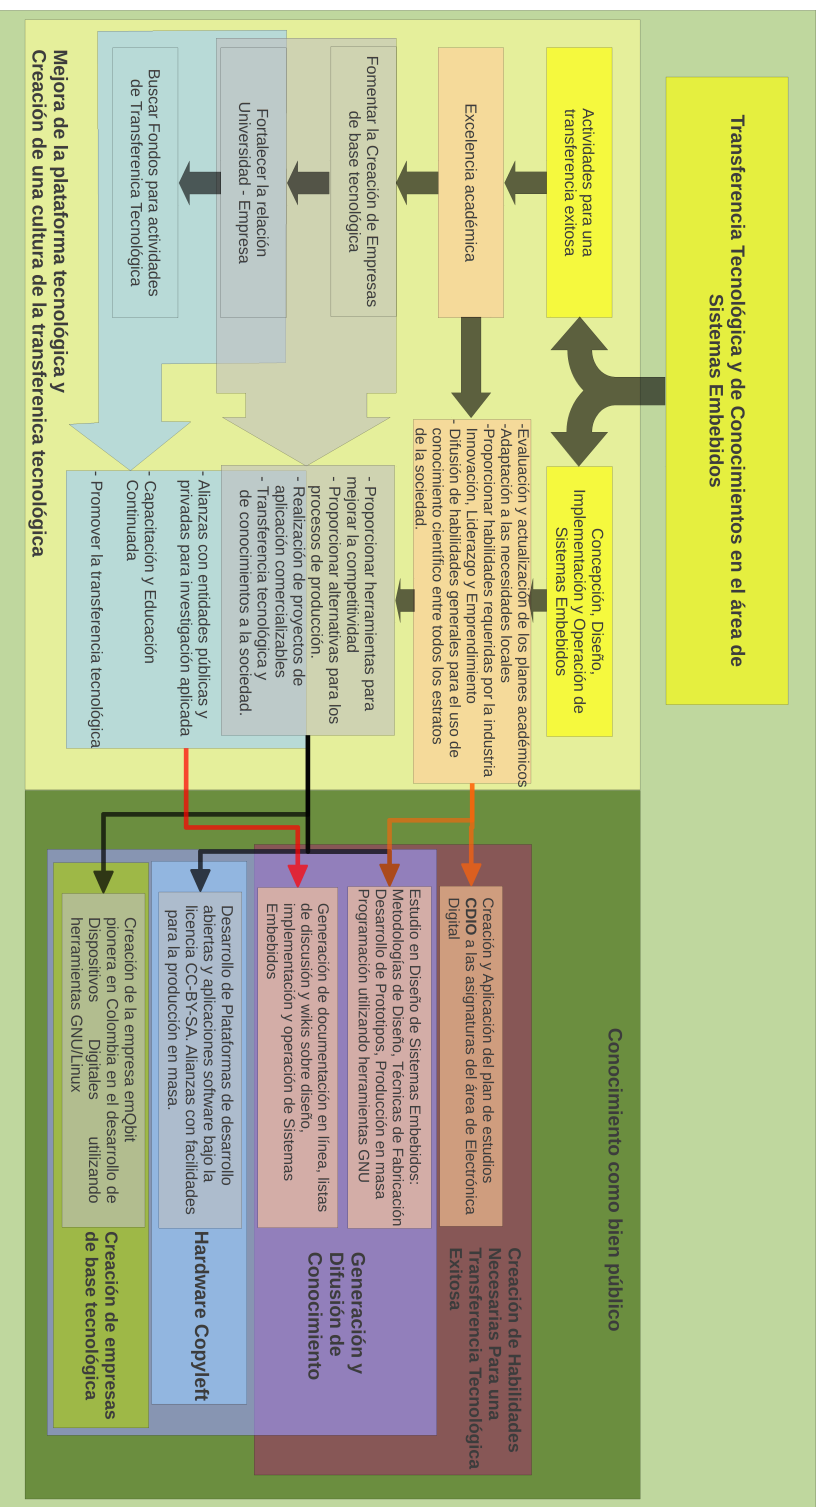 Transferencia Tecnológica y de Conocimientos en el área de
Sistemas Embebidos
Actividades para una
transferencia exitosa
Concepción, Diseño,
Implementación y Operación de
Sistemas Embebidos
Conocimiento como bien público
Excelencia académica
-Evaluación y actualización de los planes académicos
-Adaptación a las necesidades locales
-Proporcionar habilidades requeridas por la industria
Innovación, Liderazgo y Emprendimiento
- Difusión de habilidades generales para el uso de
conocimiento científico entre todos los estratos
de la sociedad.
Creación y Aplicación del plan de estudios
CDIO a las asignaturas del área de Electrónica
Digital
Creación de Habilidades
Necesarias Para una
Transferencia Tecnológica
Exitosa
Fomentar la Creación de Empresas
de base tecnológica
- Proporcionar herramientas para
mejorar la competitividad
- Proporcionar alternativas para los
procesos de producción.
- Realización de proyectos de
aplicación comercializables
- Transferencia tecnológica y
de conocimientos a la sociedad.
Estudio en Diseño de Sistemas Embebidos:
Metodologías de Diseño, Técnicas de Fabricación
Desarrollo de Prototipos, Producción en masa
Programación utilizando herramientas GNU
Generación y
Difusión de
Conocimiento
Generación de documentación en línea, listas
de discusión y wikis sobre diseño,
implementación y operación de Sistemas
Embebidos
Fortalecer la relación
Universidad - Empresa
Desarrollo de Plataformas de desarrollo
abiertas y aplicaciones software bajo la
licencia CC-BY-SA. Alianzas con facilidades
para la producción en masa.
Hardware Copyleft
Buscar Fondos para actividades
de Transferenica Tecnológica
- Alianzas con entidades públicas y
privadas para investigación aplicada
- Capacitación y Educación
Continuada
- Promover la transferencia tecnológica
Creación de la empresa emQbit
pionera en Colombia en el desarrollo de
Dispositivos Digitales utilizando
herramientas GNU/Linux
Creación de empresas
de base tecnológica
Mejora de la plataforma tecnológica y
Creación de una cultura de la transferenica tecnológica